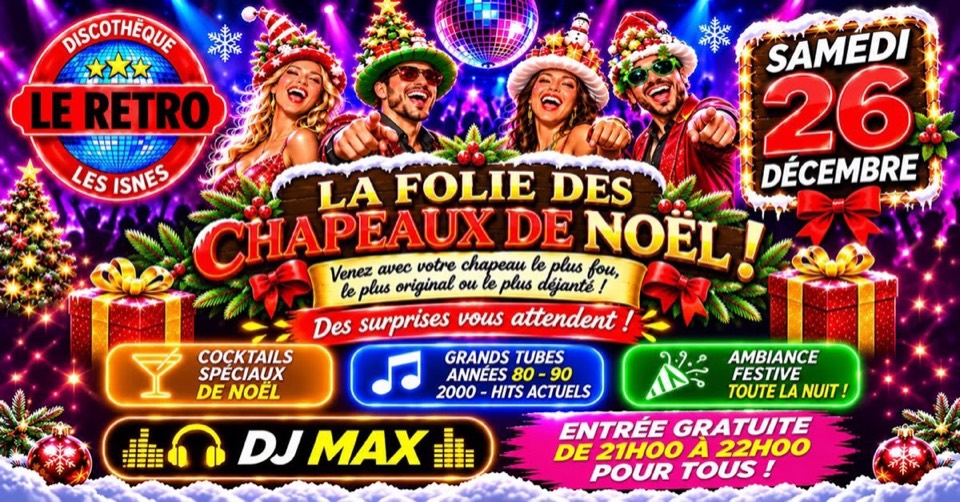 DISCOTHÈQUE
LE RETRO
LES ISNES
SAMEDI
26
DÉCEMBRE
LA FOLIE DES
CHAPEAUX DE NOËL !
Venez avec votre chapeau le plus fou,
le plus original ou le plus déjanté !
Des surprises vous attendent !
COCKTAILS
SPÉCIAUX
DE NOËL
GRANDS TUBES
ANNÉES 80 - 90
2000 - HITS ACTUELS
AMBIANCE
FESTIVE
TOUTE LA NUIT !
DJ MAX
ENTRÉE GRATUITE
DE 21H00 À 22H00
POUR TOUS !